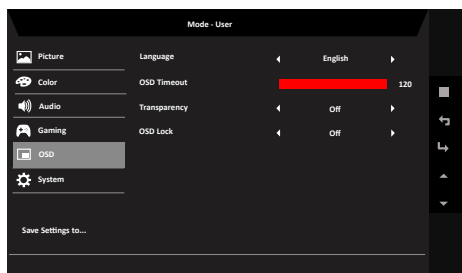 Mode - User
Picture
Language
English
Color
OSD Timeout
120
Audio
Transparency
Off
Gaming
OSD Lock
Off
OSD
System
Save Settings to...